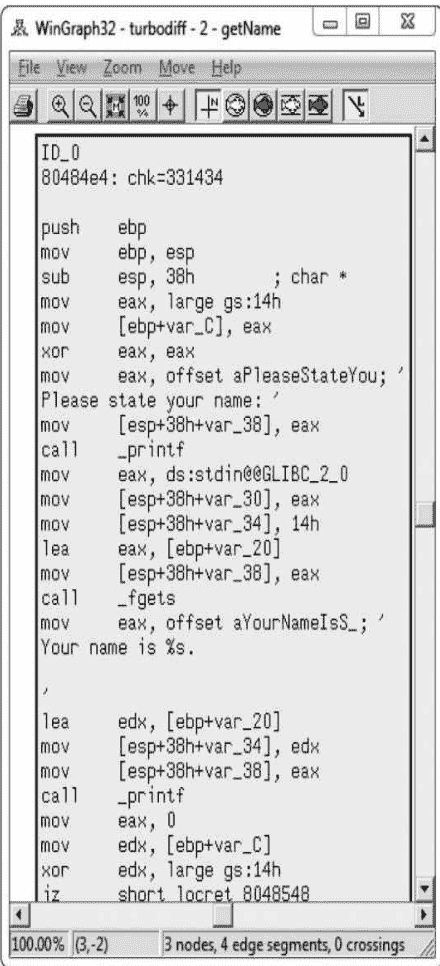 WinGraph32 - turbodiff - 2 - getName
File View Zoom Move Help
100
%
N
ID_0
80484e4: chk=331434
push ebp
mov ebp, esp
sub esp, 38h ; char *
mov eax, large gs:14h
mov [ebp+var_C], eax
xor eax, eax
mov eax, offset aPleaseStateYou; '
Please state your name: '
mov [esp+38h+var_38], eax
call _printf
mov eax, ds:stdin@@GLIBC_2_0
mov [esp+38h+var_30], eax
mov [esp+38h+var_34], 14h
lea eax, [ebp+var_20]
mov [esp+38h+var_38], eax
call _fgets
mov eax, offset aYourNameIsS_; '
Your name is %s.
'
lea edx, [ebp+var_20]
mov [esp+38h+var_34], edx
mov [esp+38h+var_38], eax
call _printf
mov eax, 0
mov edx, [ebp+var_C]
xor edx, large gs:14h
jz short locret_8048548
100.00% (3,-2) 3 nodes, 4 edge segments, 0 crossings